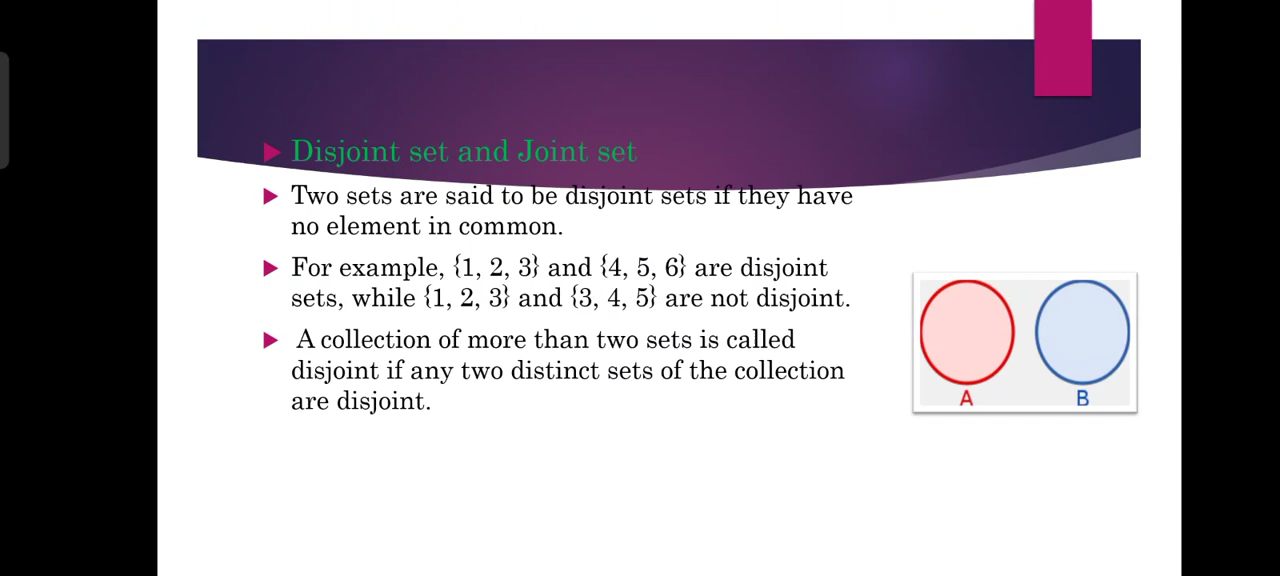 Disjoint set and Joint set
Two sets are said to be disjoint sets if they have
no element in common.
For example, {1, 2, 3} and {4, 5, 6} are disjoint
sets, while {1, 2, 3} and {3, 4, 5} are not disjoint.
A collection of more than two sets is called
disjoint if any two distinct sets of the collection
are disjoint.
A B